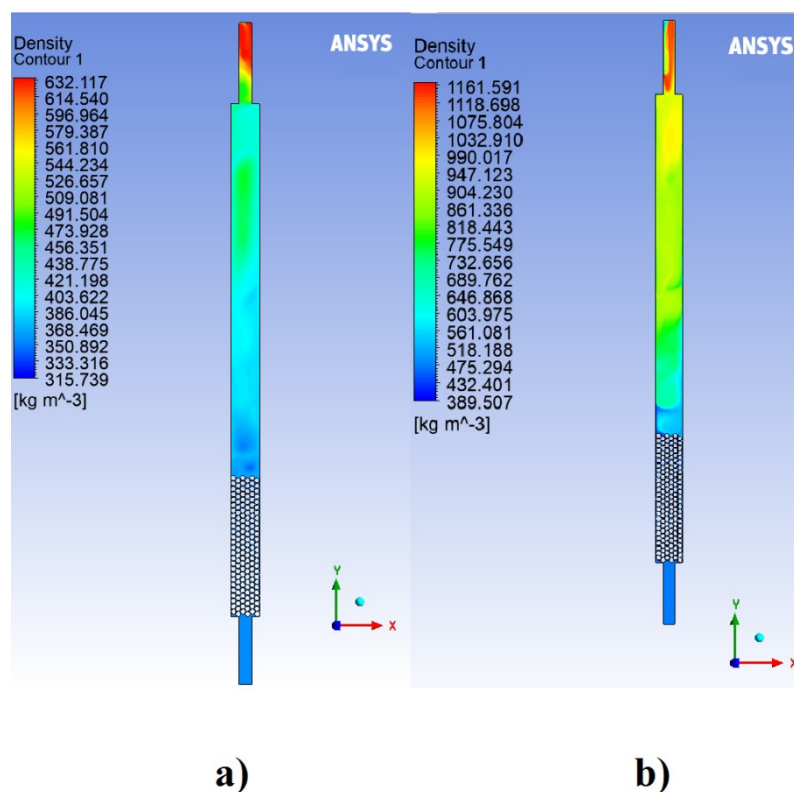 Density
Contour 1
632.117
614.540
596.964
579.387
561.810
544.234
526.657
509.081
491.504
473.928
456.351
438.775
421.198
403.622
386.045
368.469
350.892
333.316
315.739
[kg m^-3]
ANSYS
Y
X
a)
Density
Contour 1
1161.591
1118.698
1075.804
1032.910
990.017
947.123
904.230
861.336
818.443
775.549
732.656
689.762
646.868
603.975
561.081
518.188
475.294
432.401
389.507
[kg m^-3]
ANSYS
Y
X
b)